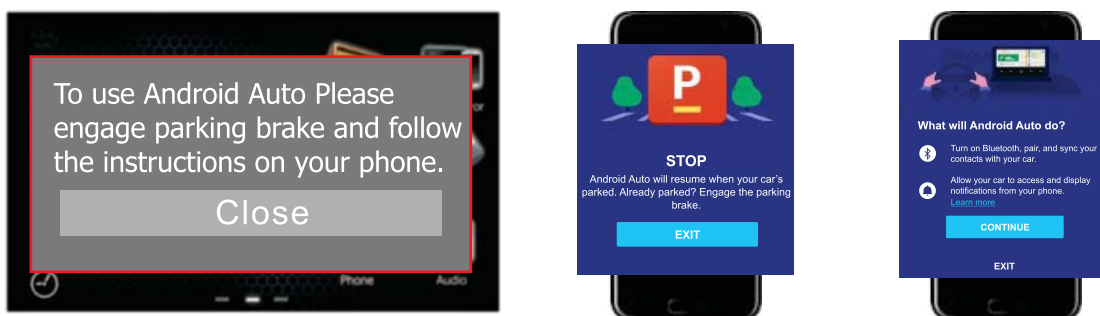 To use Android Auto Please
engage parking brake and follow
the instructions on your phone.
Close
Phone
Audio
P
STOP
Android Auto will resume when your car's
parked. Already parked? Engage the parking
brake.
EXIT
What will Android Auto do?
Turn on Bluetooth, pair, and sync your
contacts with your car.
Allow your car to access and display
notifications from your phone.
Learn more
CONTINUE
EXIT